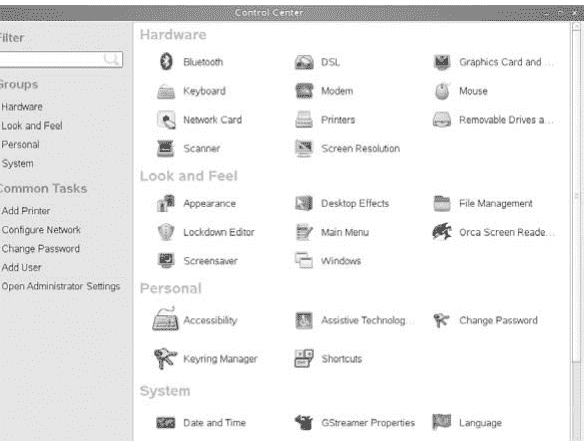 Control Center
Filter
Groups
Hardware
Look and Feel
Personal
System
Common Tasks
Add Printer
Configure Network
Change Password
Add User
Open Administrator Settings
Hardware
Bluetooth DSL Graphics Card and ...
Keyboard Modem Mouse
Network Card Printers Removable Drives a...
Scanner Screen Resolution
Look and Feel
Appearance Desktop Effects File Management
Lockdown Editor Main Menu Orca Screen Reade...
Screensaver Windows
Personal
Accessibility Assistive Technolog... Change Password
Keyring Manager Shortcuts
System
Date and Time GStreamer Properties Language